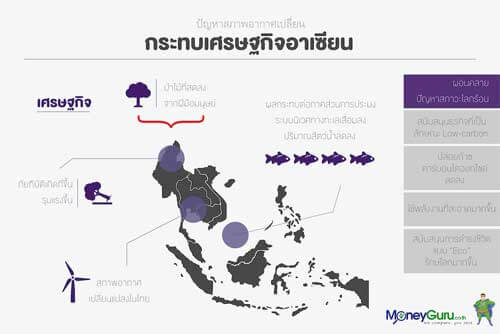 ปัญหาสภาพอากาศเปลี่ยน
กระทบเศรษฐกิจอาเซียน
เศรษฐกิจ
ป่าไม้ที่ลดลง
จากฝีมือมนุษย์
ผลกระทบต่อภาคส่วนการประมง
ระบบนิเวศทางทะเลเสื่อมลง
ปริมาณสัตว์น้ำลดลง
ภัยพิบัติเกิดถี่ขึ้น
รุนแรงขึ้น
สภาพอากาศ
เปลี่ยนแปลงในไทย
ผ่อนคลาย
ปัญหาสภาวะโลกร้อน
สนับสนุนธุรกิจที่เป็น
ลักษณะ Low-carbon
ปล่อยก๊าซ
คาร์บอนไดออกไซด์
ลดลง
ใช้พลังงานที่สะอาดมากขึ้น
สนับสนุนการดำรงชีวิต
แบบ "Eco"
รักษ์โลกมากขึ้น
MoneyGuru.co.th
we compare, you save